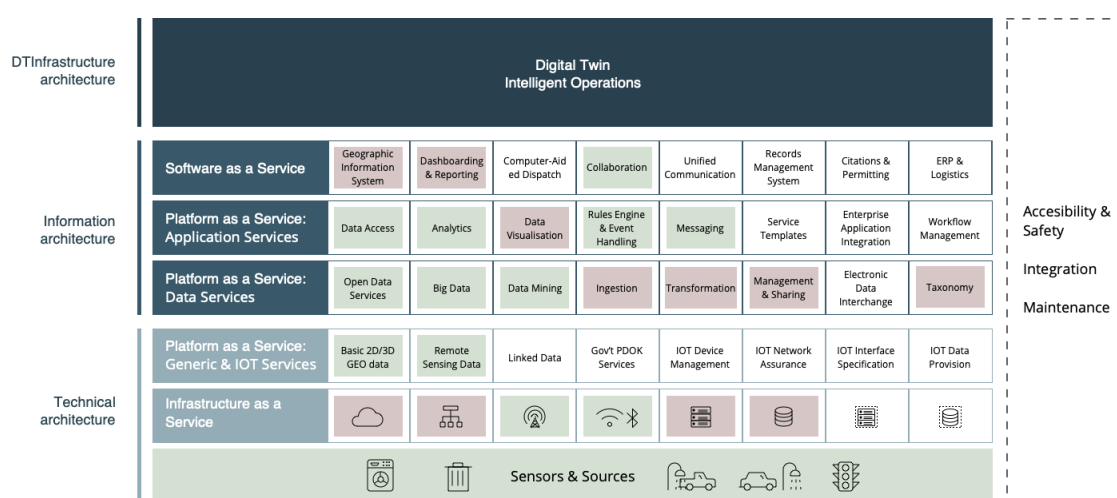 DTInfrastructure
architecture
Digital Twin
Intelligent Operations
Information
architecture
Software as a Service
Geographic
Information
System
Dashboarding
& Reporting
Computer-Aid
ed Dispatch
Collaboration
Unified
Communication
Records
Management
System
Citations &
Permitting
ERP &
Logistics
Platform as a Service:
Application Services
Data Access
Analytics
Data
Visualisation
Rules Engine
& Event
Handling
Messaging
Service
Templates
Enterprise
Application
Integration
Workflow
Management
Platform as a Service:
Data Services
Open Data
Services
Big Data
Data Mining
Ingestion
Transformation
Management
& Sharing
Electronic
Data
Interchange
Taxonomy
Technical
architecture
Platform as a Service:
Generic & IOT Services
Basic 2D/3D
GEO data
Remote
Sensing Data
Linked Data
Gov't PDOK
Services
IOT Device
Management
IOT Network
Assurance
IOT Interface
Specification
IOT Data
Provision
Infrastructure as a
Service
Sensors & Sources
Accesibility &
Safety
Integration
Maintenance